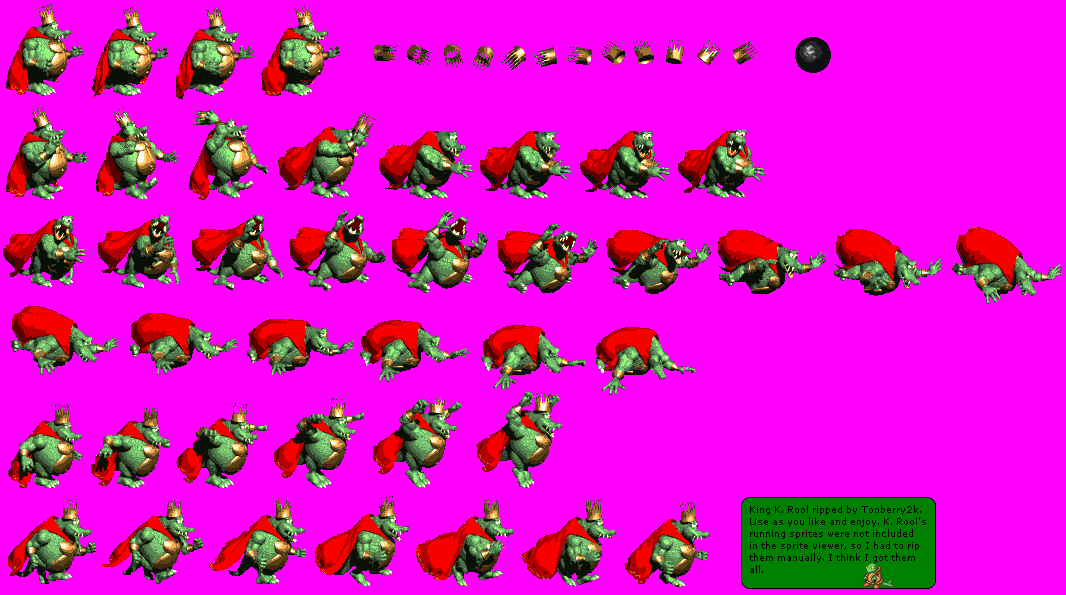 King K. Rool ripped by Tonberry2k.
Use as you like and enjoy. K. Rool's
running sprites were not included
in the sprite viewer, so I had to rip
them manually. I think I got them
all.